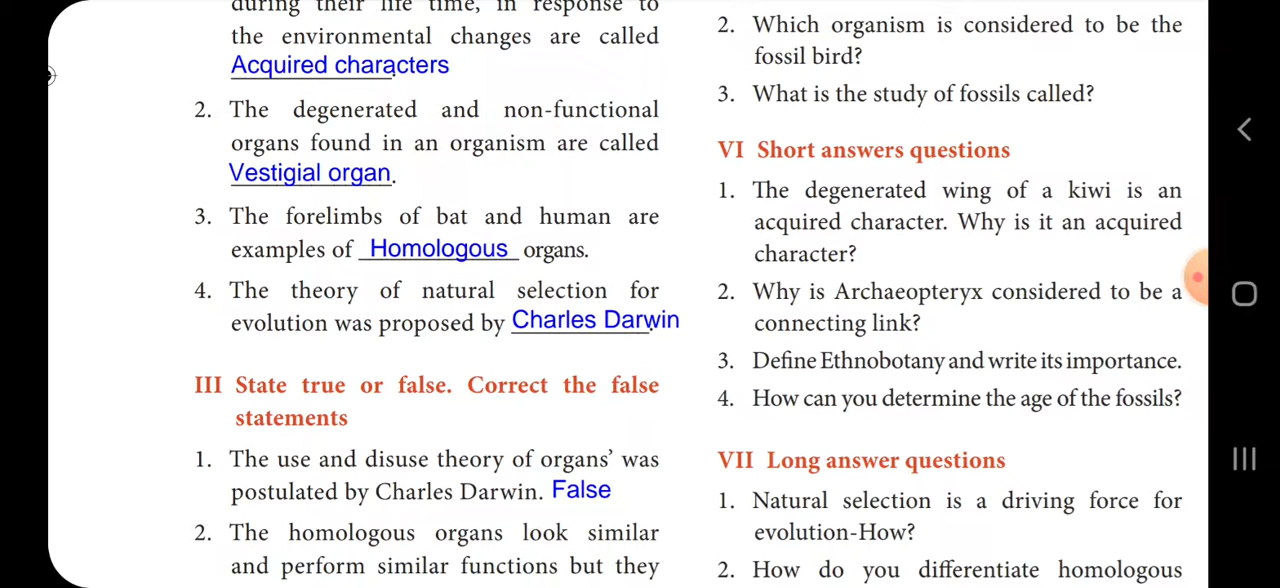 during their life time, in response to
the environmental changes are called
Acquired characters
2. The degenerated and non-functional
organs found in an organism are called
Vestigial organ.
3. The forelimbs of bat and human are
examples of Homologous organs.
4. The theory of natural selection for
evolution was proposed by Charles Darwin.
III State true or false. Correct the false
statements
1. The use and disuse theory of organs’ was
postulated by Charles Darwin. False
2. The homologous organs look similar
and perform similar functions but they
2. Which organism is considered to be the
fossil bird?
3. What is the study of fossils called?
VI Short answers questions
1. The degenerated wing of a kiwi is an
acquired character. Why is it an acquired
character?
2. Why is Archaeopteryx considered to be a
connecting link?
3. Define Ethnobotany and write its importance.
4. How can you determine the age of the fossils?
VII Long answer questions
1. Natural selection is a driving force for
evolution-How?
2. How do you differentiate homologous